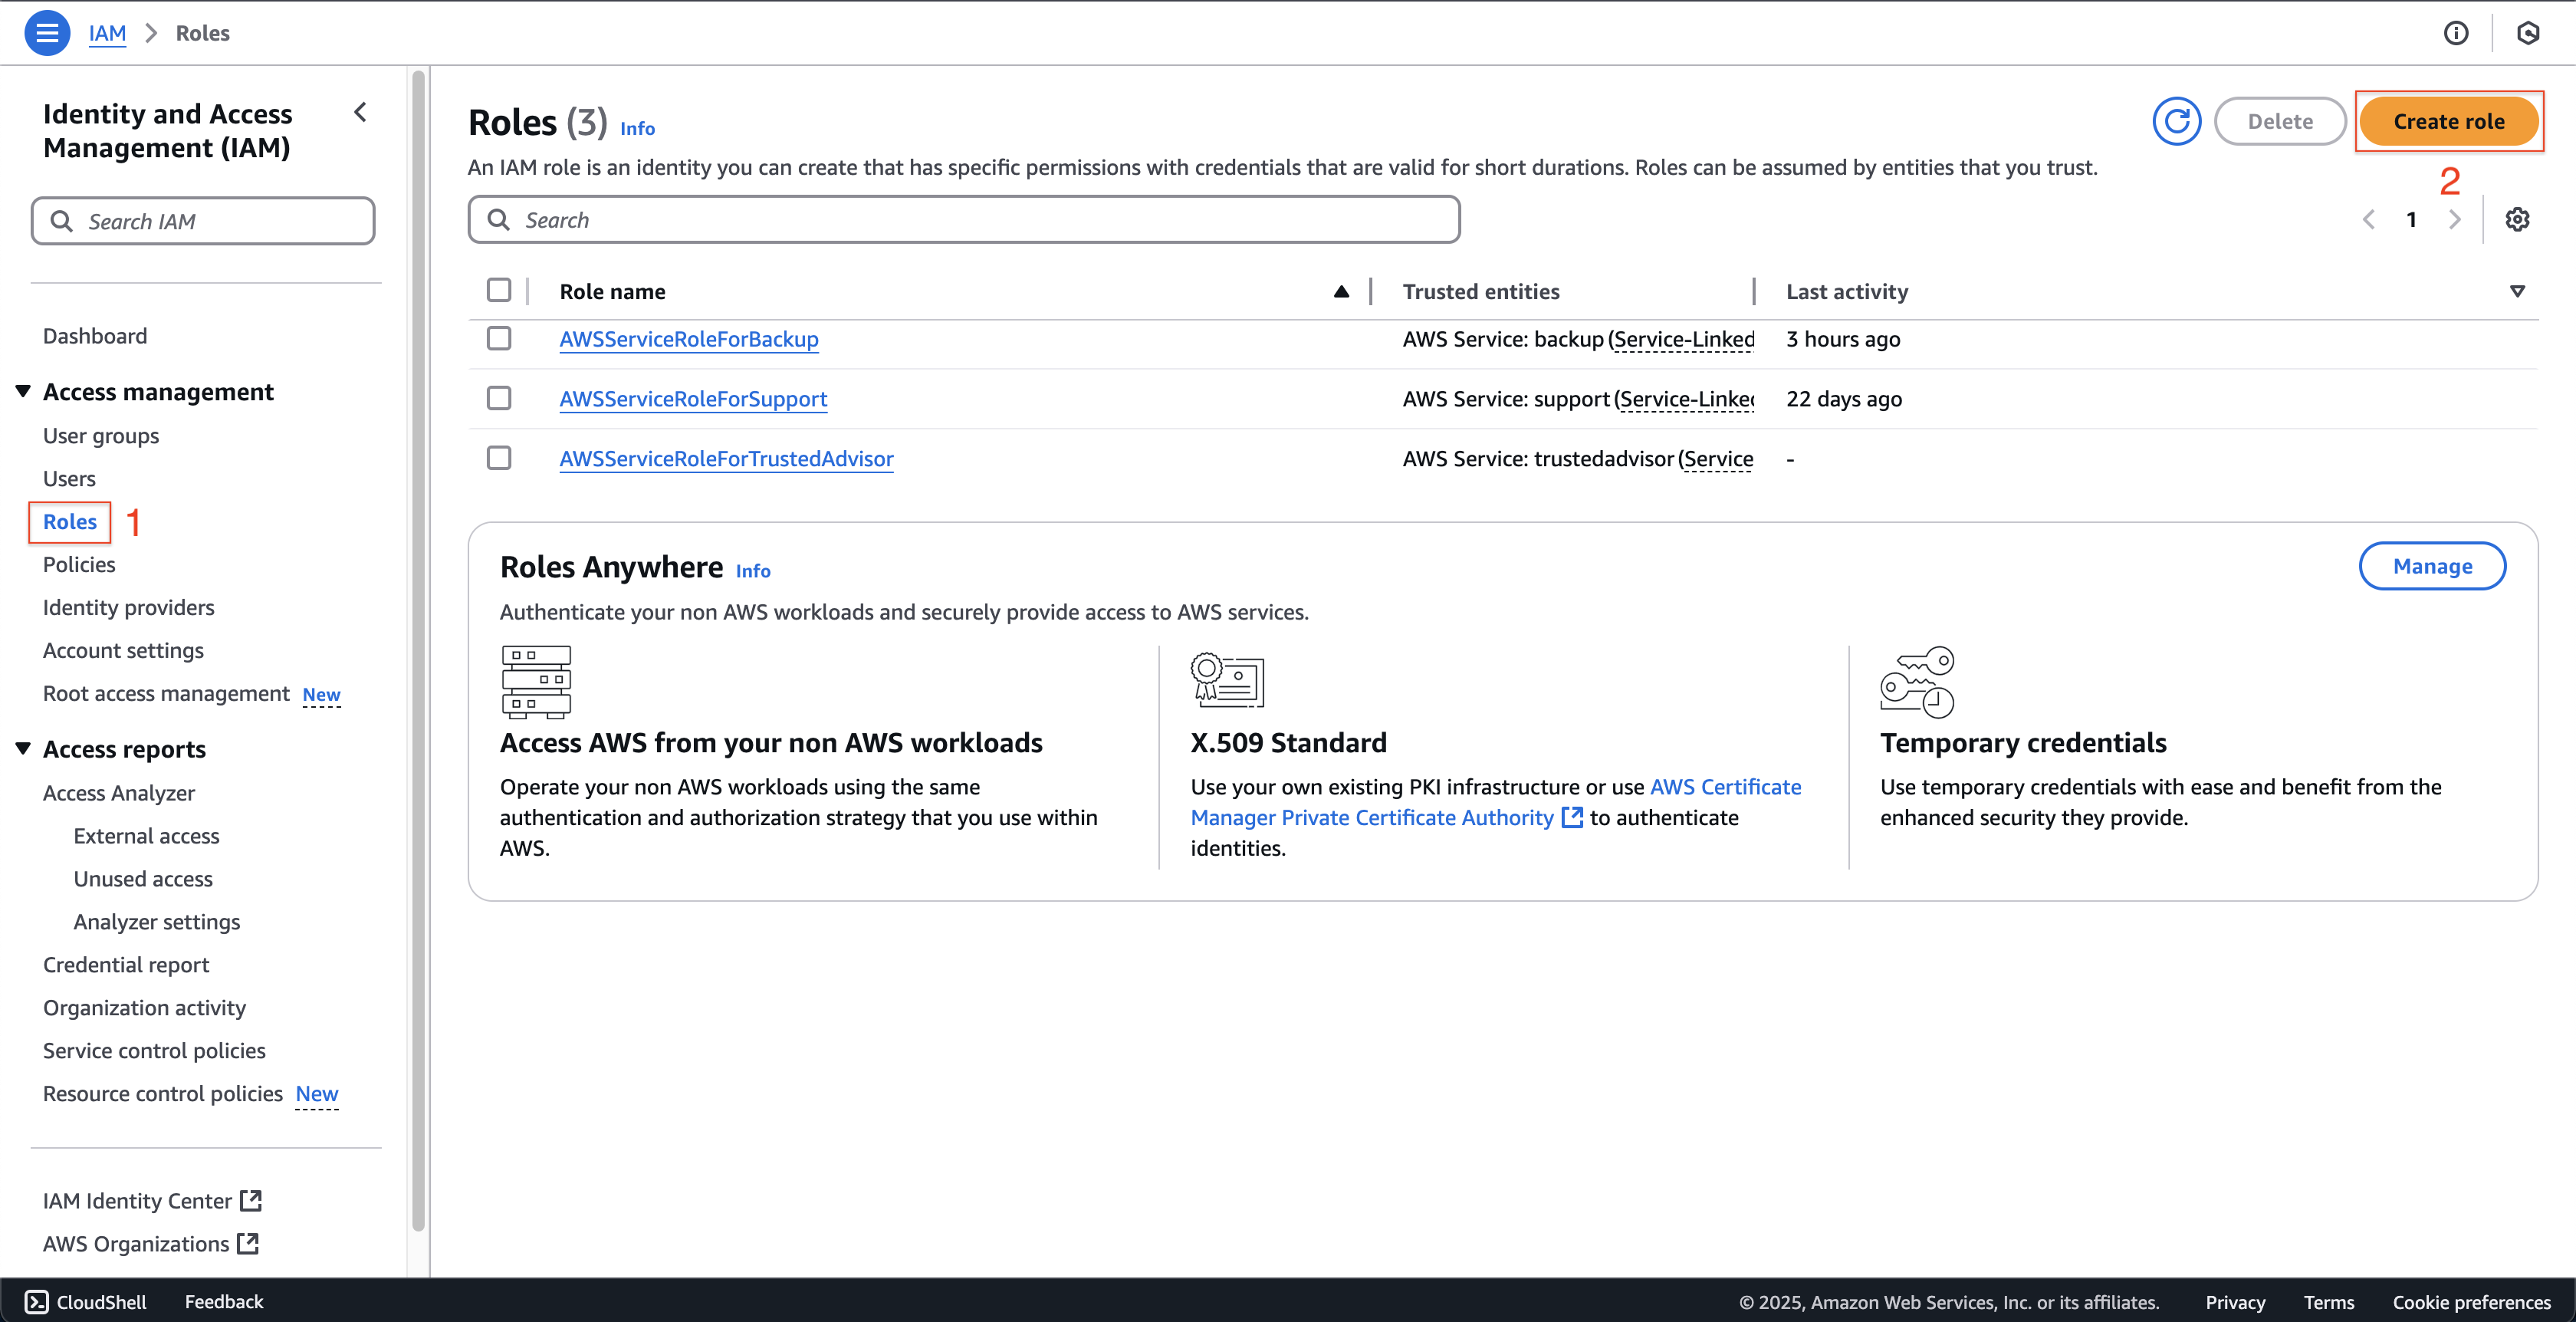 IAM > Roles
Identity and Access
Management (IAM)
Search IAM
Dashboard
Access management
User groups
Users
Roles 1
Policies
Identity providers
Account settings
Root access management New
Access reports
Access Analyzer
External access
Unused access
Analyzer settings
Credential report
Organization activity
Service control policies
Resource control policies New
IAM Identity Center
AWS Organizations
Roles (3) Info
Delete
Create role
2
An IAM role is an identity you can create that has specific permissions with credentials that are valid for short durations. Roles can be assumed by entities that you trust.
Search
1
Role name Trusted entities Last activity
AWSServiceRoleForBackup AWS Service: backup (Service-Linked 3 hours ago
AWSServiceRoleForSupport AWS Service: support (Service-Linked 22 days ago
AWSServiceRoleForTrustedAdvisor AWS Service: trustedadvisor (Service -
Roles Anywhere Info
Manage
Authenticate your non AWS workloads and securely provide access to AWS services.
Access AWS from your non AWS workloads
Operate your non AWS workloads using the same
authentication and authorization strategy that you use within
AWS.
X.509 Standard
Use your own existing PKI infrastructure or use AWS Certificate
Manager Private Certificate Authority to authenticate
identities.
Temporary credentials
Use temporary credentials with ease and benefit from the
enhanced security they provide.
CloudShell Feedback © 2025, Amazon Web Services, Inc. or its affiliates. Privacy Terms Cookie preferences